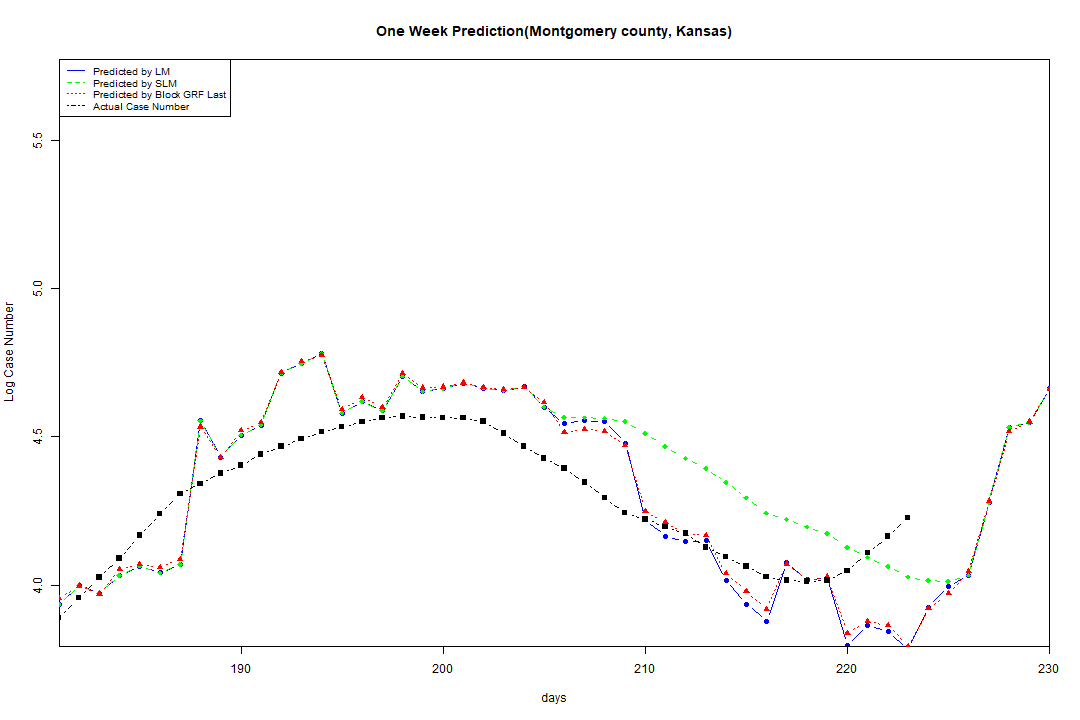 One Week Prediction(Montgomery county, Kansas)
Predicted by LM
Predicted by SLM
Predicted by Block GRF Last
Actual Case Number
5.5
5.0
4.5
4.0
Log Case Number
190 200 210 220 230
days